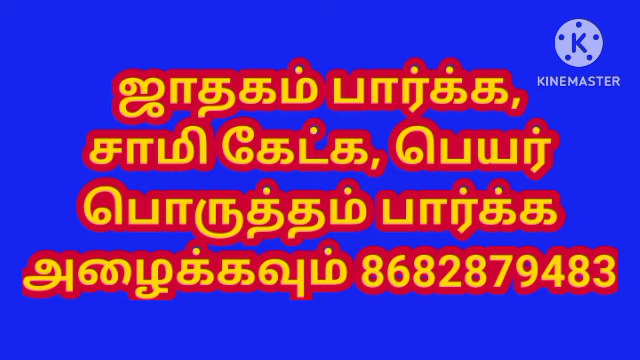 KINEMASTER
ஜாதகம் பார்க்க,
சாமி கேட்க, பெயர்
பொருத்தம் பார்க்க
அழைக்கவும் 8682879483